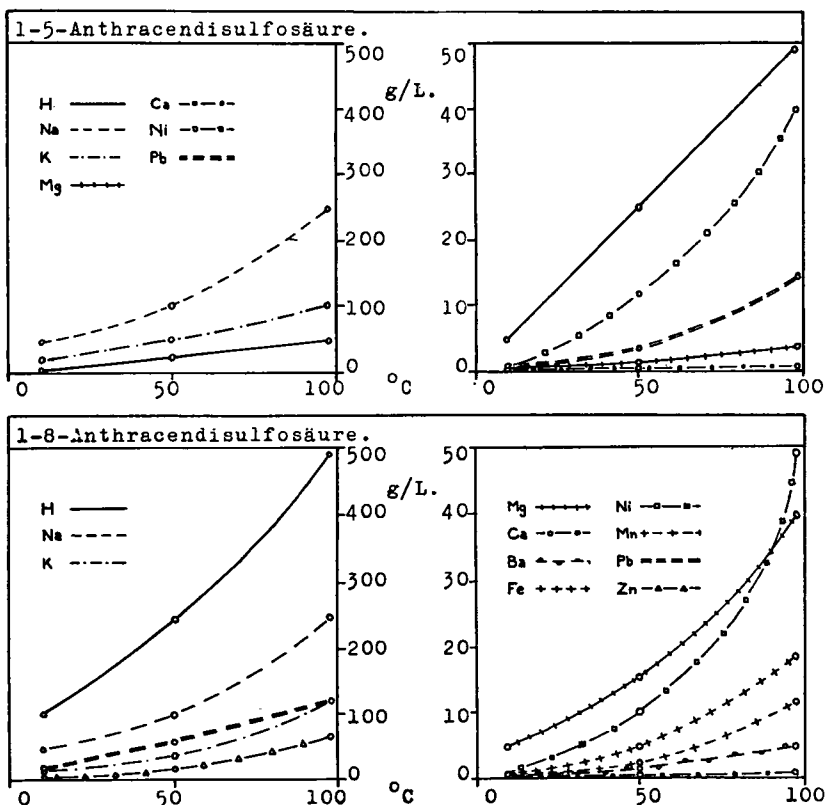 1-5-Anthracendisulfosäure.
H
Na
K
Mg
Ca
Ni
Pb
500
400
300
200
100
0
0
50
100
°C
g/L.
50
40
30
20
10
0
0
50
100
1-8-Anthracendisulfosäure.
H
Na
K
500
400
300
200
100
0
0
50
100
°C
g/L.
Mg
Ca
Ba
Fe
Ni
Mn
Pb
Zn
50
40
30
20
10
0
0
50
100